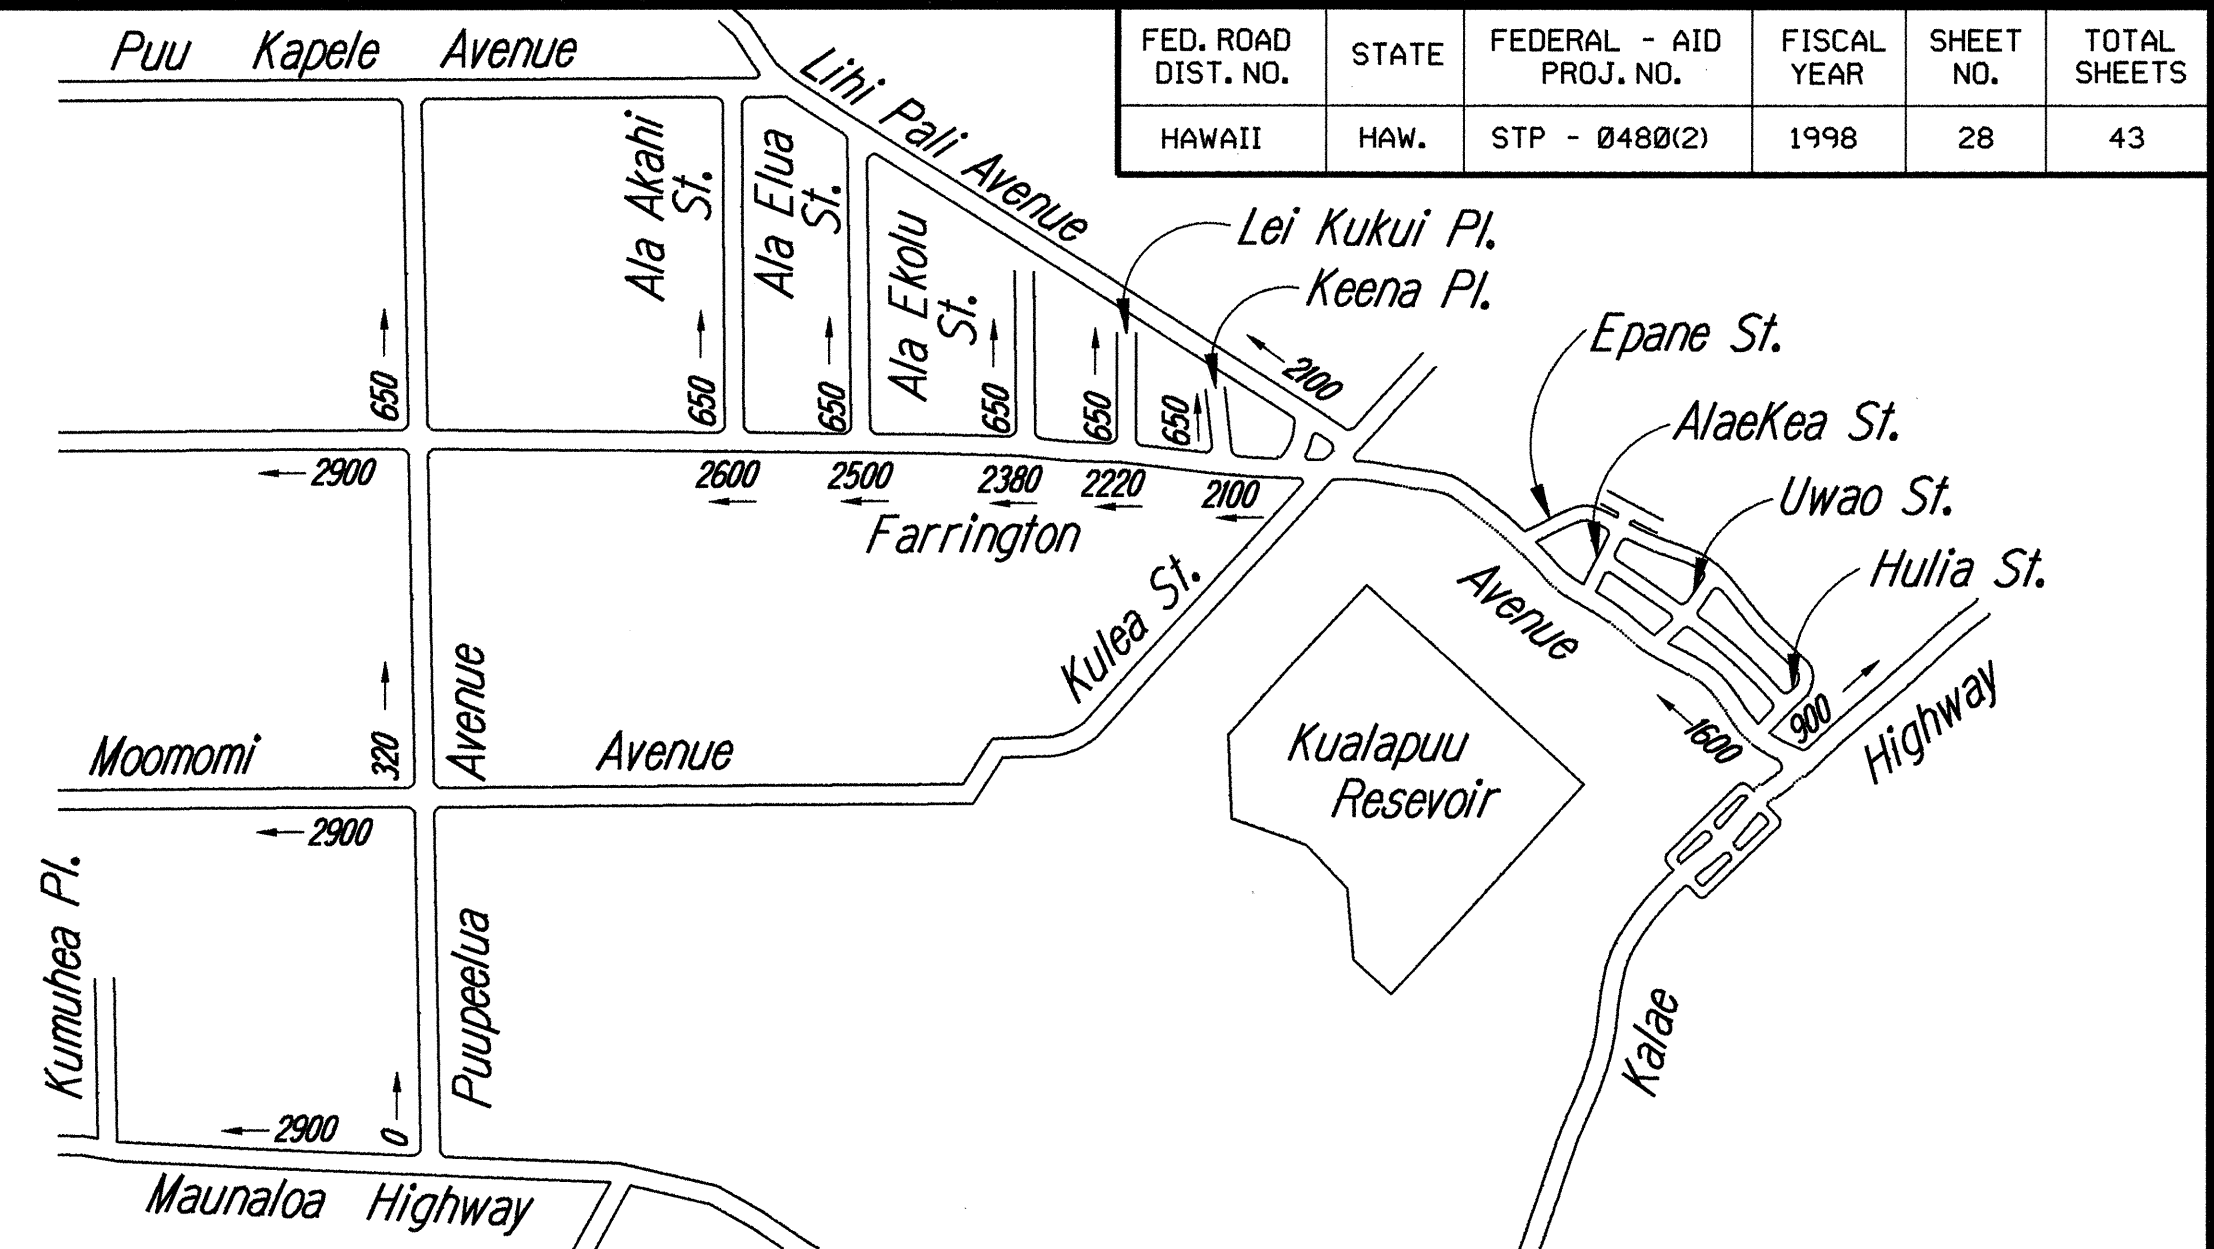 Puu Kapele Avenue
Lihi Pali Avenue
FED. ROAD DIST. NO.
STATE
FEDERAL - AID PROJ. NO.
FISCAL YEAR
SHEET NO.
TOTAL SHEETS
HAWAII
HAW.
STP - 0480(2)
1998
28
43
Ala Akahi St.
Ala Elua St.
Ala Ekolu St.
Lei Kukui Pl.
Keena Pl.
Epane St.
AlaeKea St.
Uwao St.
Hulia St.
650
650
650
650
650
650
2100
2900
2600
2500
2380
2220
2100
Farrington
Avenue
Kulea St.
1600
900
Kalae
Highway
Kualapuu
Resevoir
Moomomi
Avenue
320
2900
Puupeelua
Avenue
Kumuhea Pl.
2900
0
Maunaloa Highway